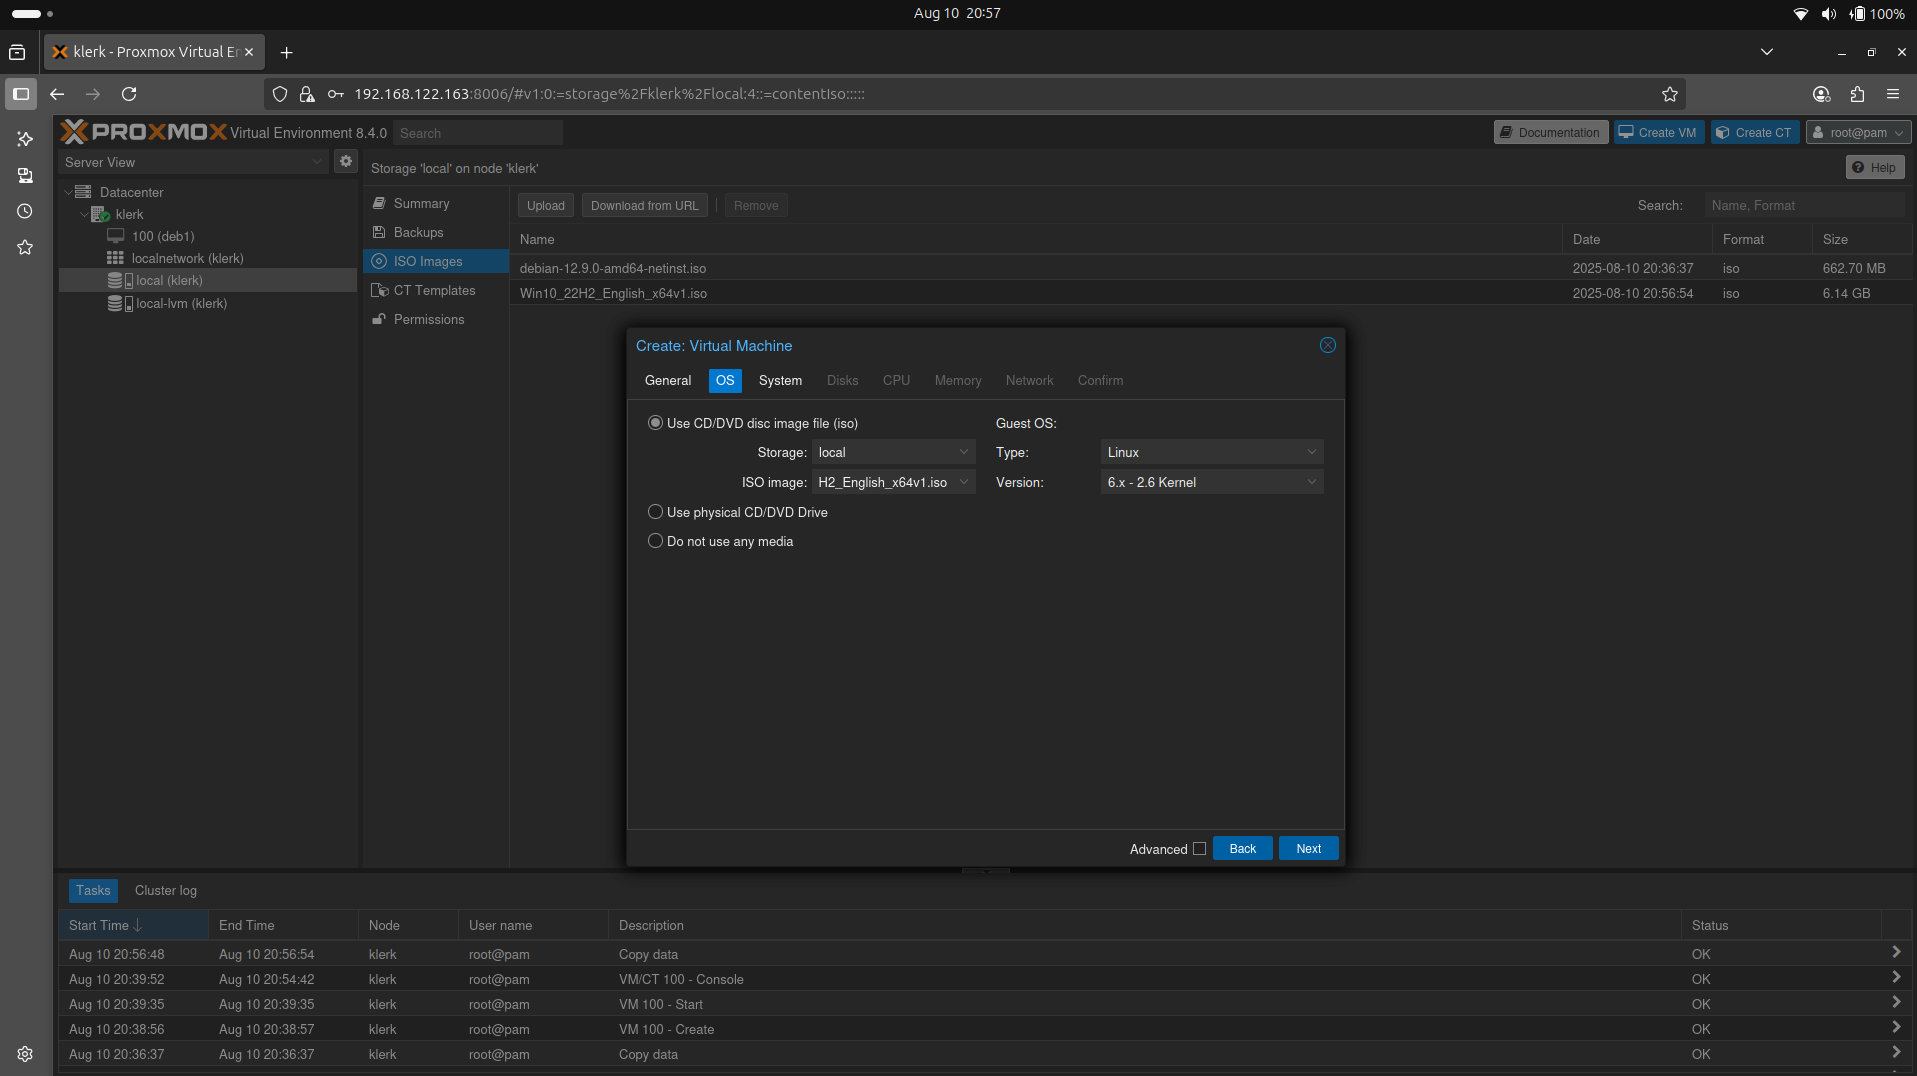 Aug 10 20:57
100%
klerk - Proxmox Virtual En
192.168.122.163:8006/#v1:0:=storage%2Fklerk%2Flocal:4::=contentIso:::::
PROXMOX Virtual Environment 8.4.0 Search
Documentation Create VM Create CT root@pam
Server View
Storage 'local' on node 'klerk'
Help
Datacenter
klerk
100 (deb1)
localnetwork (klerk)
local (klerk)
local-lvm (klerk)
Summary
Backups
ISO Images
CT Templates
Permissions
Upload Download from URL Remove Search: Name, Format
Name Date Format Size
debian-12.9.0-amd64-netinst.iso 2025-08-10 20:36:37 iso 662.70 MB
Win10_22H2_English_x64v1.iso 2025-08-10 20:56:54 iso 6.14 GB
Create: Virtual Machine
General OS System Disks CPU Memory Network Confirm
Use CD/DVD disc image file (iso) Guest OS:
Storage: local Type: Linux
ISO image: H2_English_x64v1.iso Version: 6.x - 2.6 Kernel
Use physical CD/DVD Drive
Do not use any media
Advanced Back Next
Tasks Cluster log
Start Time End Time Node User name Description Status
Aug 10 20:56:48 Aug 10 20:56:54 klerk root@pam Copy data OK
Aug 10 20:39:52 Aug 10 20:54:42 klerk root@pam VM/CT 100 - Console OK
Aug 10 20:39:35 Aug 10 20:39:35 klerk root@pam VM 100 - Start OK
Aug 10 20:38:56 Aug 10 20:38:57 klerk root@pam VM 100 - Create OK
Aug 10 20:36:37 Aug 10 20:36:37 klerk root@pam Copy data OK